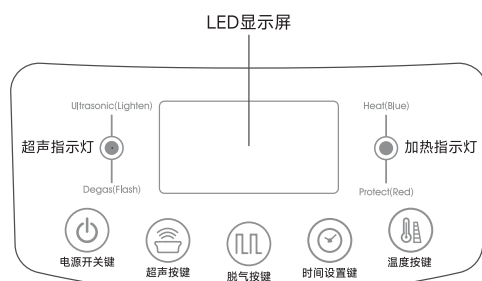 LED显示屏
Ultrasonic(Lighten)
Heat(Blue)
超声指示灯
加热指示灯
Degas(Flash)
Protect(Red)
电源开关键
超声按键
脱气按键
时间设置键
温度按键